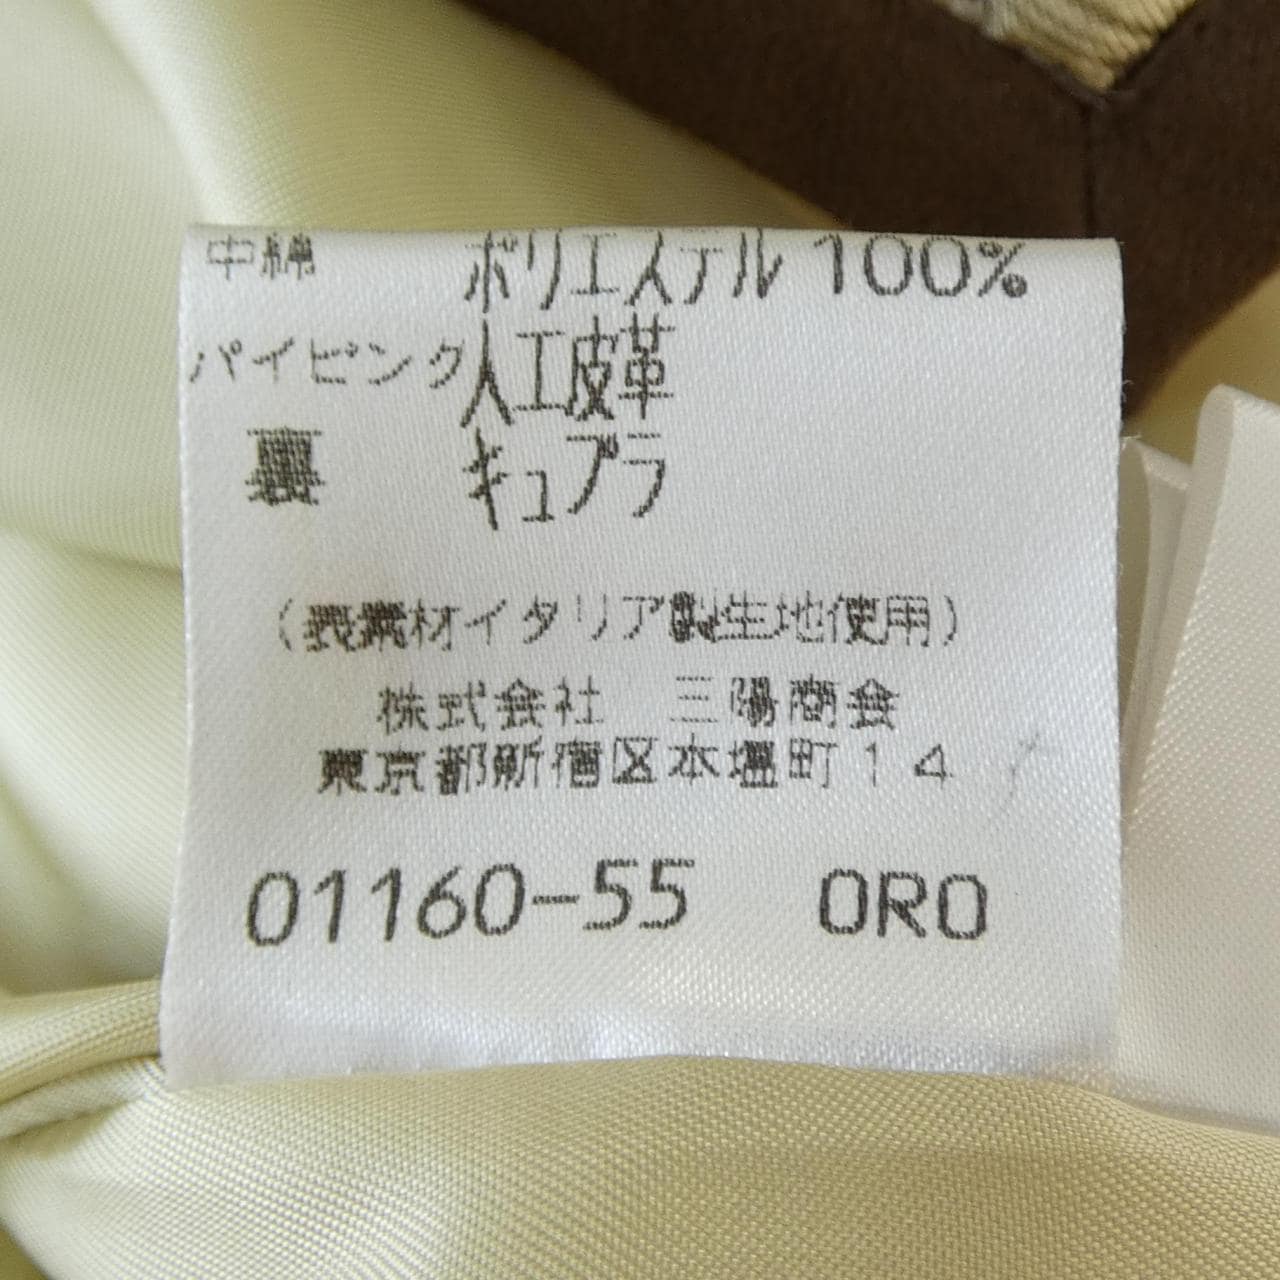 中綿 ポリエステル100%
パイピング人工皮革
裏 キュプラ
(表素材イタリア製生地使用)
株式会社 三陽商会
東京都新宿区本塩町14
01160-55 ORO